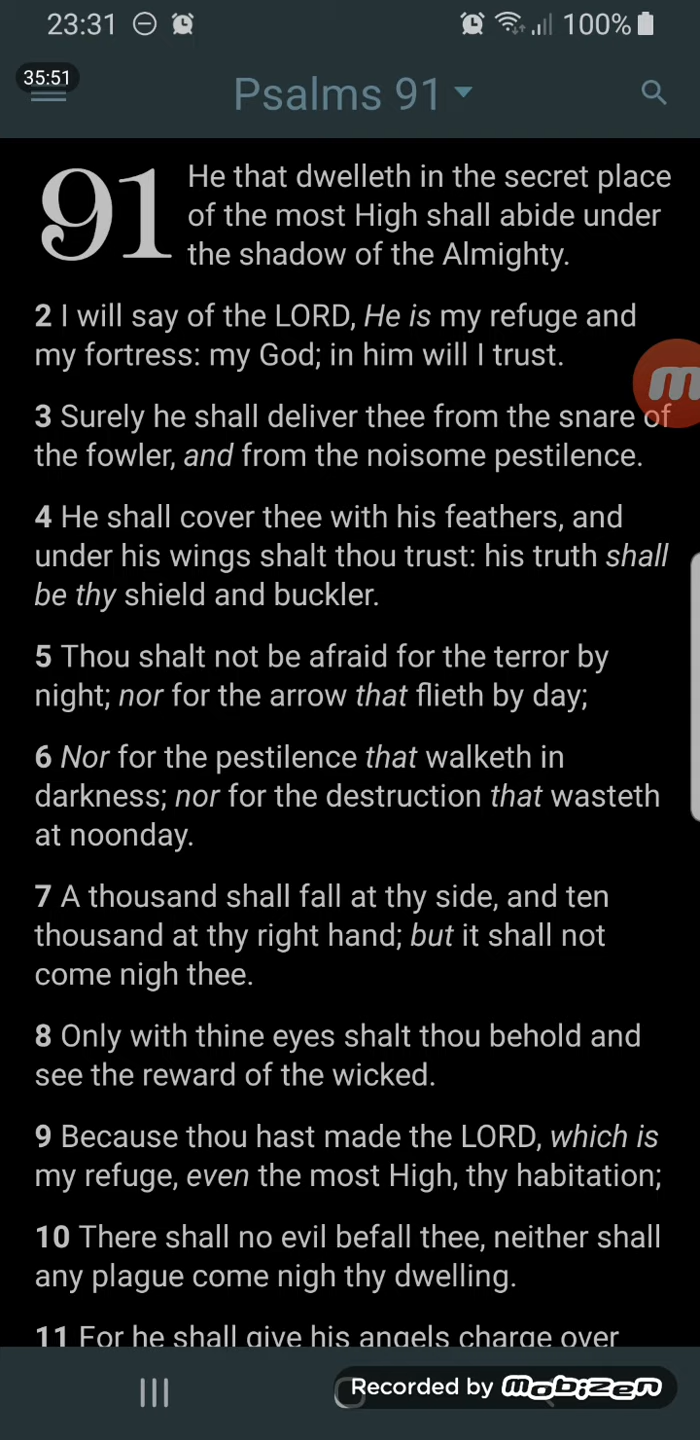 23:31 100%
35:51
Psalms 91
91 He that dwelleth in the secret place
of the most High shall abide under
the shadow of the Almighty.
2 I will say of the LORD, He is my refuge and
my fortress: my God; in him will I trust.
3 Surely he shall deliver thee from the snare of
the fowler, and from the noisome pestilence.
4 He shall cover thee with his feathers, and
under his wings shalt thou trust: his truth shall
be thy shield and buckler.
5 Thou shalt not be afraid for the terror by
night; nor for the arrow that flieth by day;
6 Nor for the pestilence that walketh in
darkness; nor for the destruction that wasteth
at noonday.
7 A thousand shall fall at thy side, and ten
thousand at thy right hand; but it shall not
come nigh thee.
8 Only with thine eyes shalt thou behold and
see the reward of the wicked.
9 Because thou hast made the LORD, which is
my refuge, even the most High, thy habitation;
10 There shall no evil befall thee, neither shall
any plague come nigh thy dwelling.
11 For he shall give his angels charge over
Recorded by mobizen